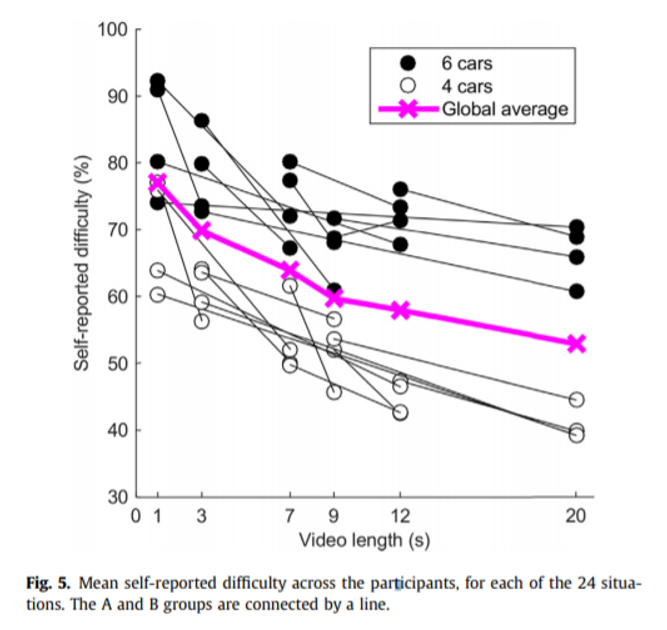 100
90
80
70
60
50
40
30
0 1 3 7 9 12 20
Self-reported difficulty (%)
Video length (s)
6 cars
4 cars
Global average
Fig. 5. Mean self-reported difficulty across the participants, for each of the 24 situa-
tions. The A and B groups are connected by a line.